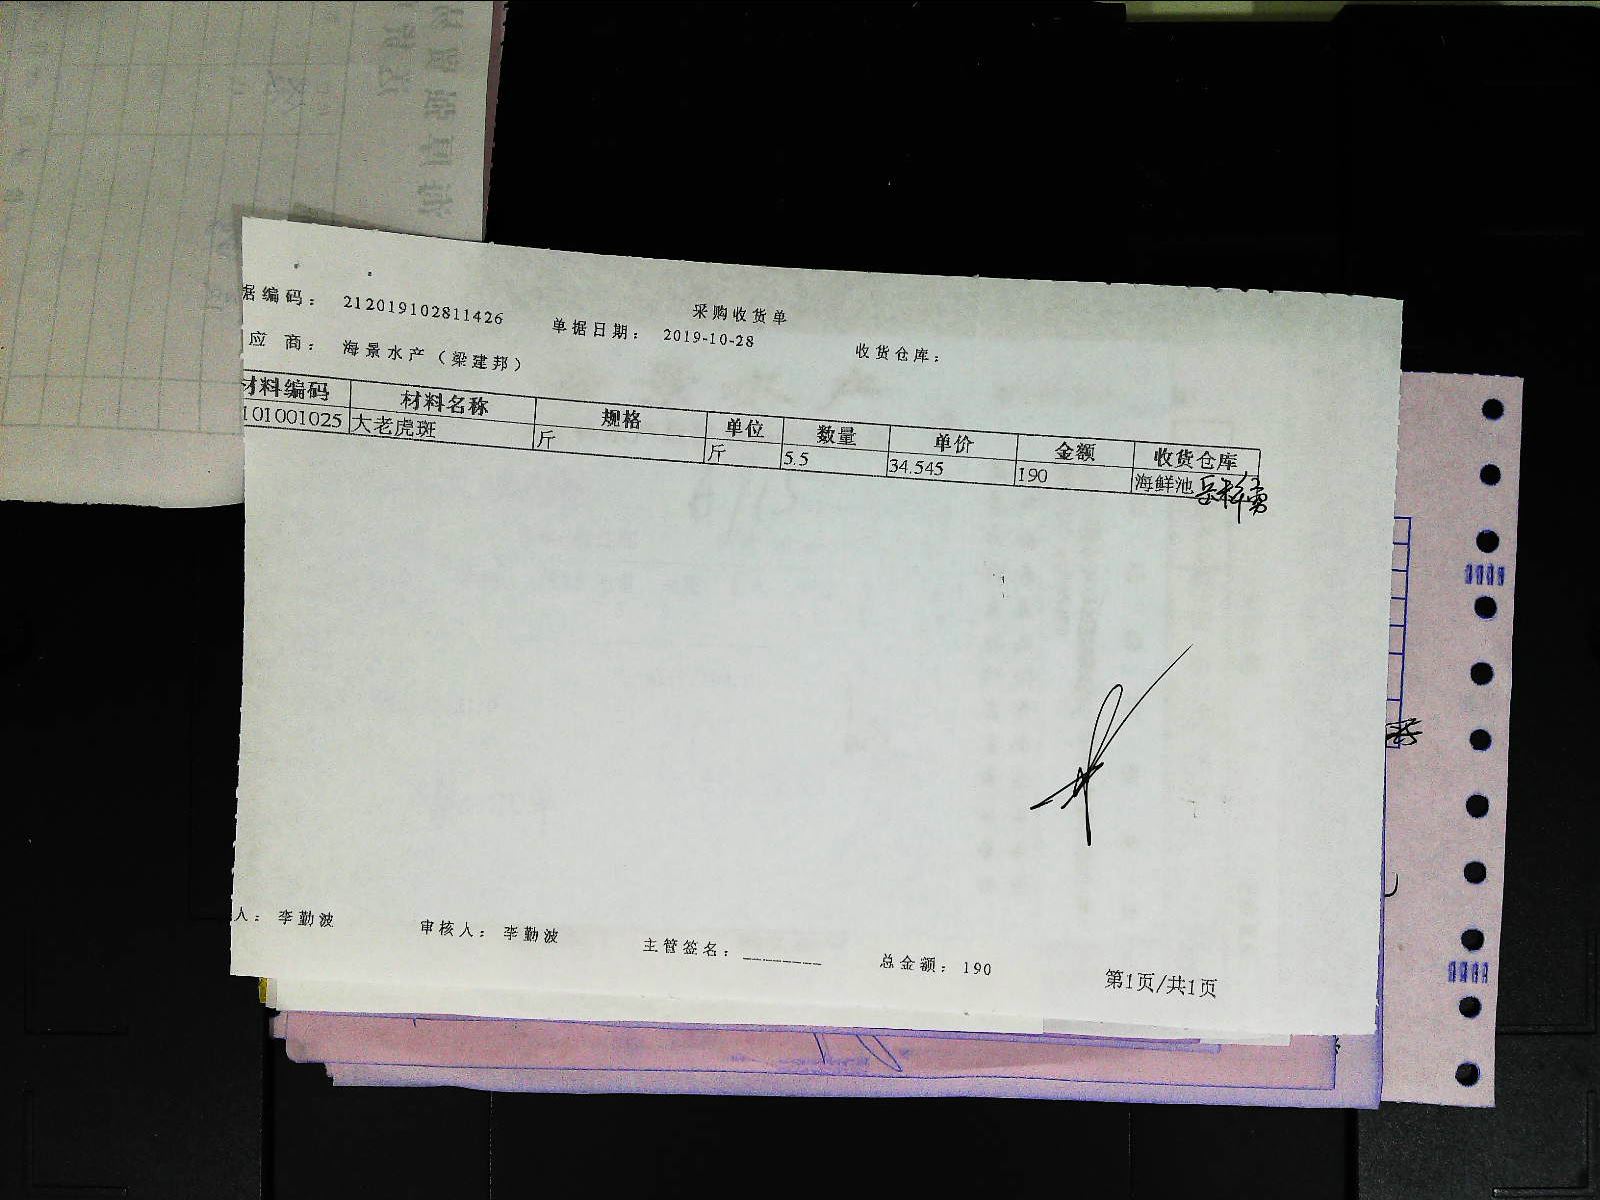 采购收货单
据编码： 212019102811426 单据日期： 2019-10-28 收货仓库：
应 商： 海景水产（梁建邦）
材料编码 材料名称 规格 单位 数量 单价 金额 收货仓库
101001025 大老虎斑 斤 斤 5.5 34.545 190 海鲜池
人： 李勤波 审核人： 李勤波 主管签名：________ 总金额：190
第1页/共1页